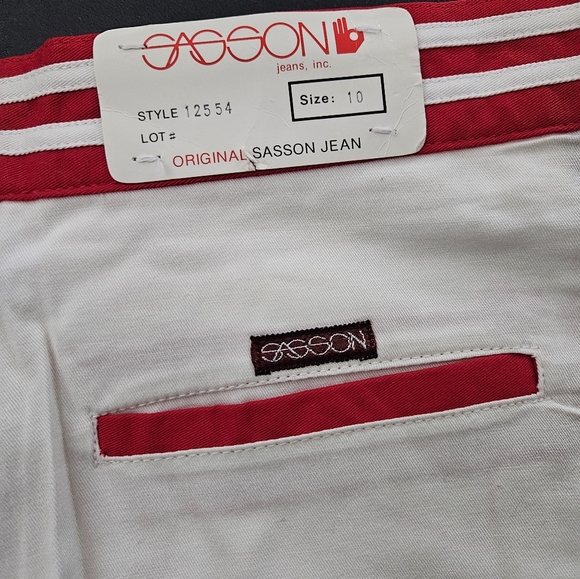 SASSON
jeans, inc.
STYLE 12554
Size: 10
LOT #
ORIGINAL SASSON JEAN
SASSON